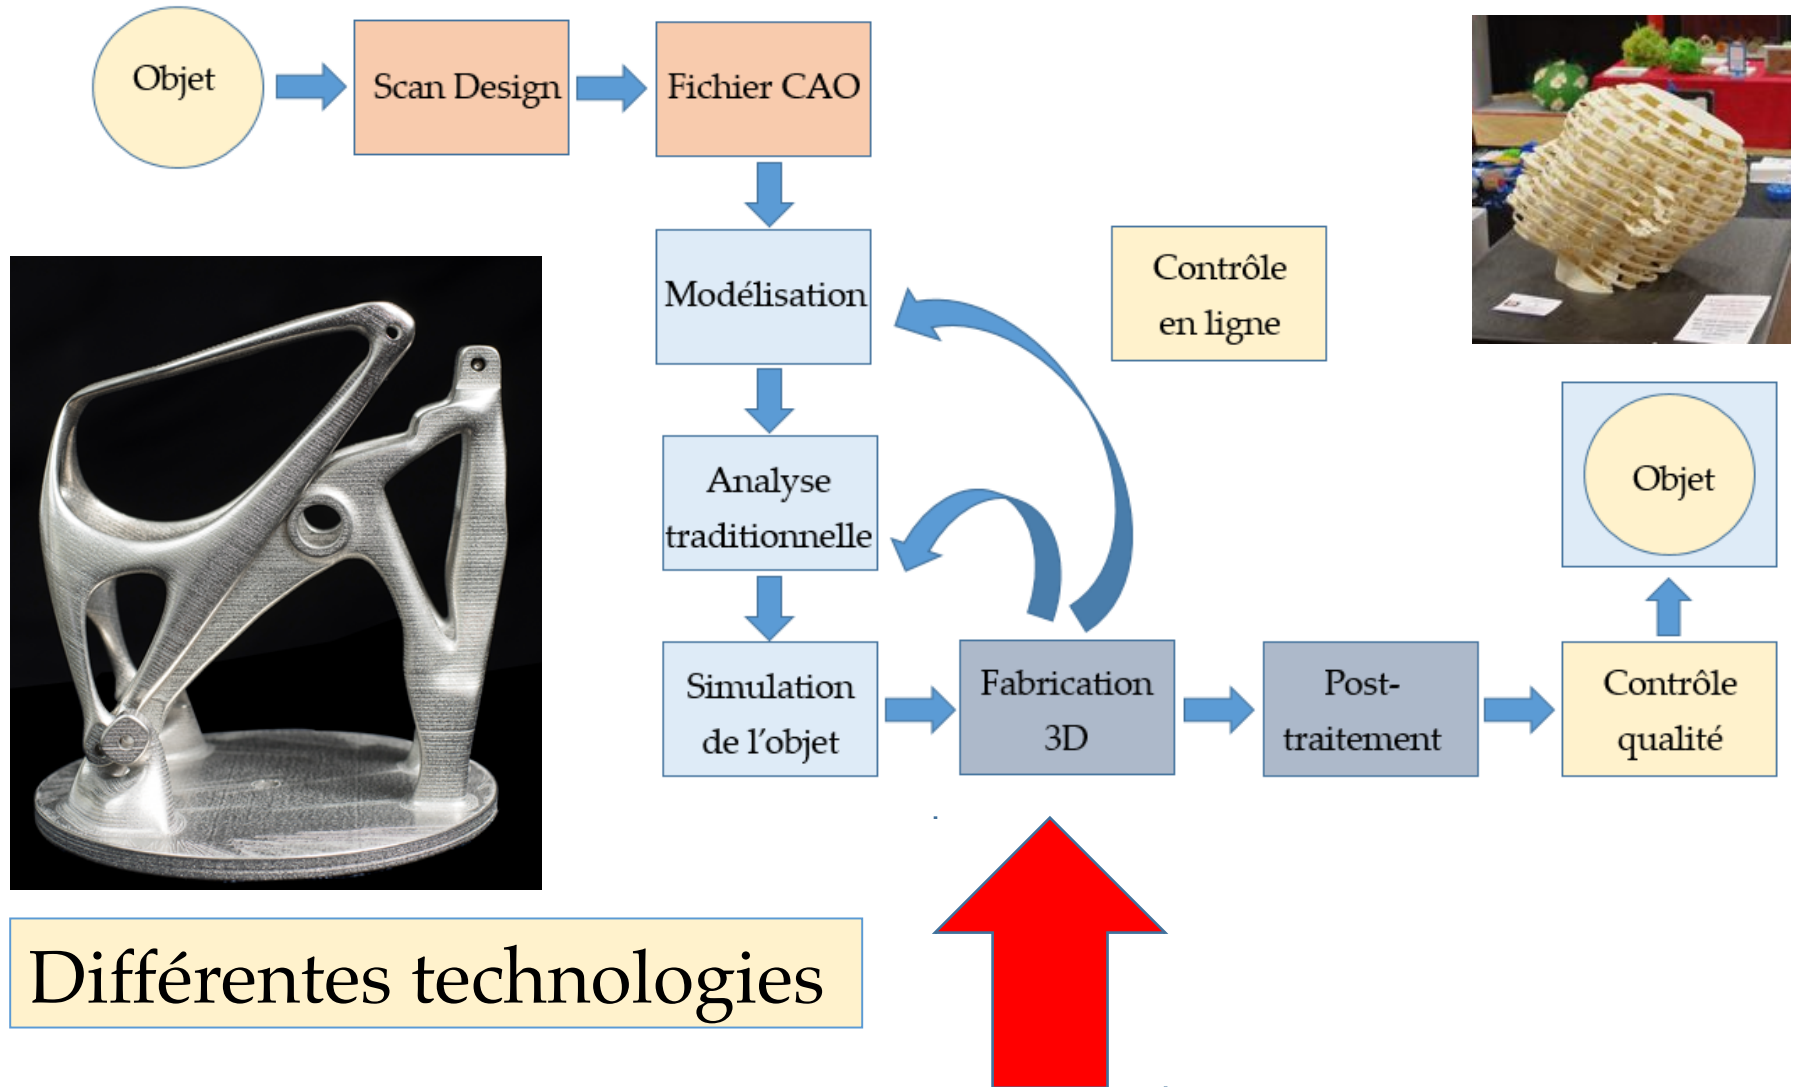 Objet
Scan Design
Fichier CAO
Modélisation
Contrôle
en ligne
Analyse
traditionnelle
Objet
Simulation
de l'objet
Fabrication
3D
Post-
traitement
Contrôle
qualité
Différentes technologies